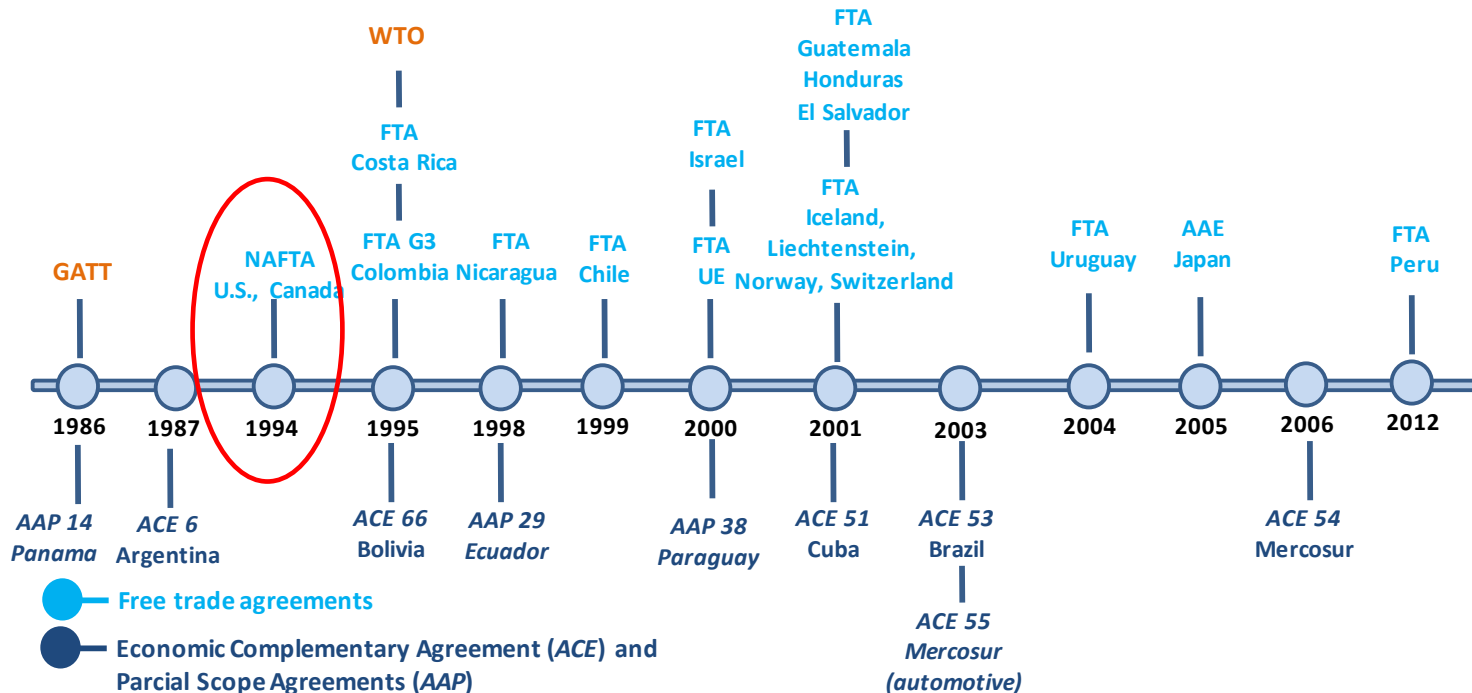 WTO
FTA
Costa Rica
FTA G3
Colombia
GATT
NAFTA
U.S., Canada
FTA
Nicaragua
FTA
Chile
FTA
Israel
FTA
UE
FTA
Guatemala
Honduras
El Salvador
FTA
Iceland,
Liechtenstein,
Norway, Switzerland
FTA
Uruguay
AAE
Japan
FTA
Peru
1986
1987
1994
1995
1998
1999
2000
2001
2003
2004
2005
2006
2012
AAP 14
Panama
ACE 6
Argentina
ACE 66
Bolivia
AAP 29
Ecuador
AAP 38
Paraguay
ACE 51
Cuba
ACE 53
Brazil
ACE 55
Mercosur
(automotive)
ACE 54
Mercosur
Free trade agreements
Economic Complementary Agreement (ACE) and
Parcial Scope Agreements (AAP)